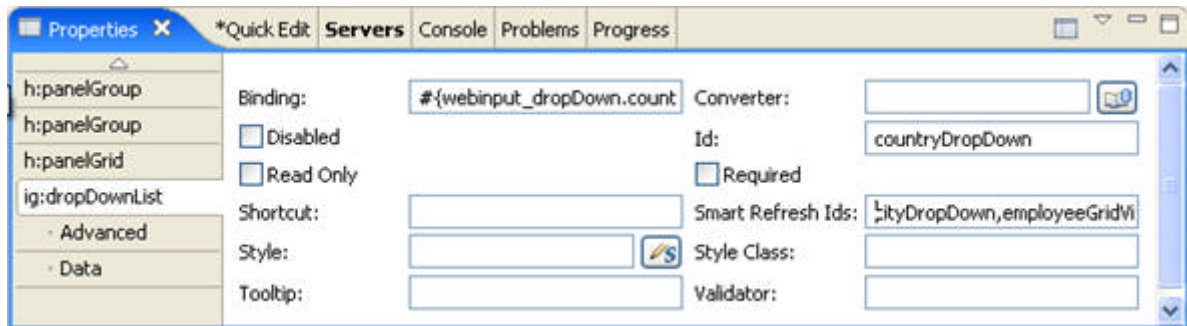 Properties *Quick Edit Servers Console Problems Progress
h:panelGroup
h:panelGroup
h:panelGrid
ig:dropDownList
Advanced
Data
Binding: #{webinput_dropDown.count Converter:
Disabled Id: countryDropDown
Read Only Required
Shortcut: Smart Refresh Ids: cityDropDown,employeeGridVi
Style: Style Class:
Tooltip: Validator: